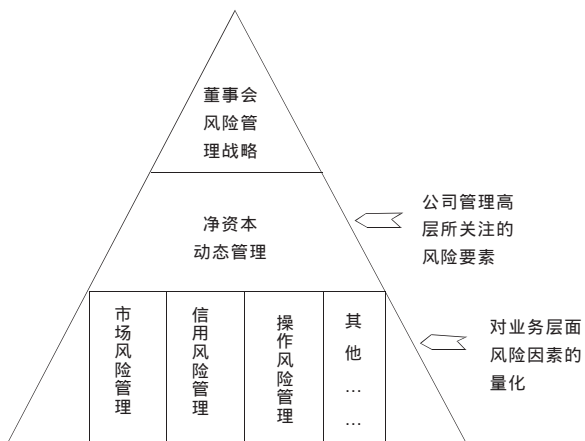 董事会
风险管
理战略
净资本
动态管理
公司管理高
层所关注的
风险要素
市场风险管理
信用风险管理
操作风险管理
其他……
对业务层面
风险因素的
量化